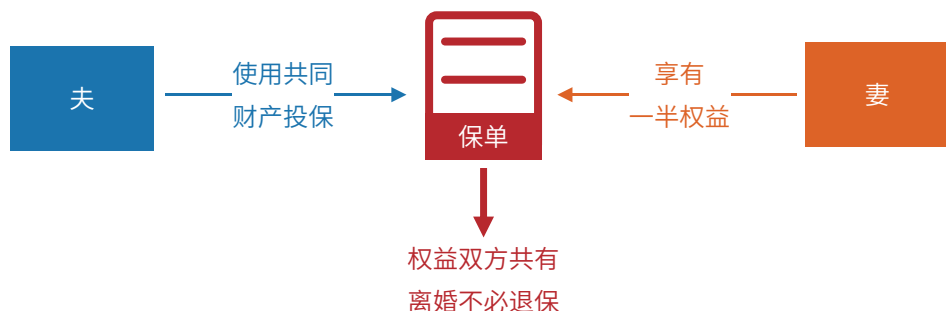 夫
使用共同
财产投保
保单
享有
一半权益
妻
权益双方共有
离婚不必退保